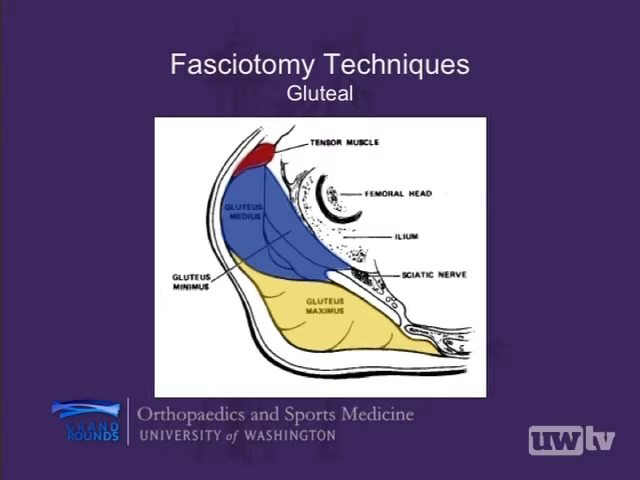 Fasciotomy Techniques
Gluteal
TENSOR MUSCLE
FEMORAL HEAD
GLUTEUS
MEDIUS
ILIUM
SCIATIC NERVE
GLUTEUS
MINIMUS
GLUTEUS
MAXIMUS
GRAND
ROUNDS
Orthopaedics and Sports Medicine
UNIVERSITY of WASHINGTON
uwtv